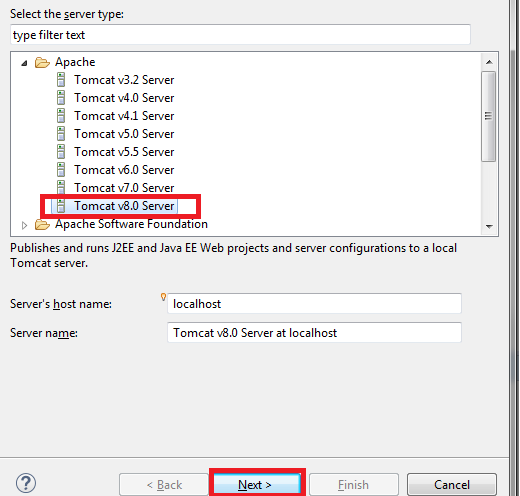 Select the server type:
type filter text
Apache
Tomcat v3.2 Server
Tomcat v4.0 Server
Tomcat v4.1 Server
Tomcat v5.0 Server
Tomcat v5.5 Server
Tomcat v6.0 Server
Tomcat v7.0 Server
Tomcat v8.0 Server
Apache Software Foundation
Publishes and runs J2EE and Java EE Web projects and server configurations to a local
Tomcat server.
Server's host name: localhost
Server name: Tomcat v8.0 Server at localhost
? < Back Next > Finish Cancel